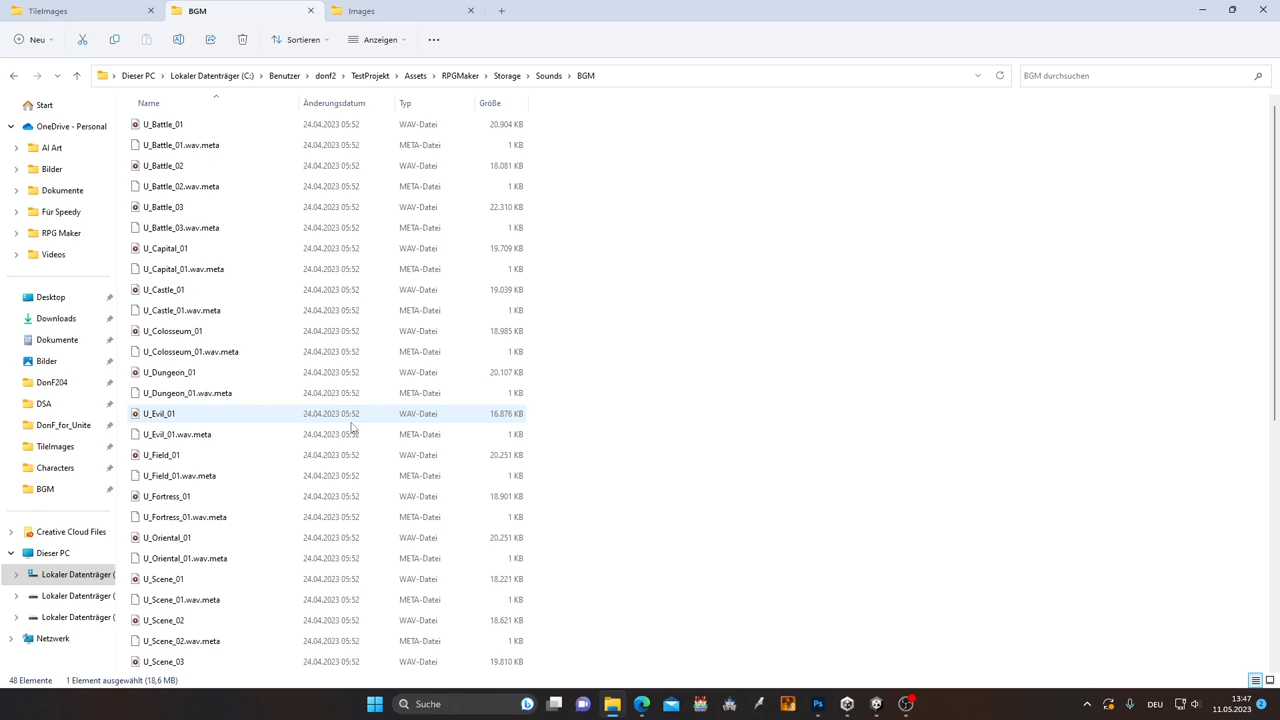 TileImages
BGM
Images
Neu
Sortieren
Anzeigen
Dieser PC > Lokaler Datenträger (C:) > Benutzer > donf2 > TestProjekt > Assets > RPGMaker > Storage > Sounds > BGM
BGM durchsuchen
Start
OneDrive - Personal
AI Art
Bilder
Dokumente
Für Speedy
RPG Maker
Videos
Desktop
Downloads
Dokumente
Bilder
DonF204
DSA
DonF_for_Unite
TileImages
Characters
BGM
Creative Cloud Files
Dieser PC
Lokaler Datenträger (
Lokaler Datenträger (
Lokaler Datenträger (
Netzwerk
Name Änderungsdatum Typ Größe
U_Battle_01 24.04.2023 05:52 WAV-Datei 20.904 KB
U_Battle_01.wav.meta 24.04.2023 05:52 META-Datei 1 KB
U_Battle_02 24.04.2023 05:52 WAV-Datei 18.081 KB
U_Battle_02.wav.meta 24.04.2023 05:52 META-Datei 1 KB
U_Battle_03 24.04.2023 05:52 WAV-Datei 22.310 KB
U_Battle_03.wav.meta 24.04.2023 05:52 META-Datei 1 KB
U_Capital_01 24.04.2023 05:52 WAV-Datei 19.709 KB
U_Capital_01.wav.meta 24.04.2023 05:52 META-Datei 1 KB
U_Castle_01 24.04.2023 05:52 WAV-Datei 19.039 KB
U_Castle_01.wav.meta 24.04.2023 05:52 META-Datei 1 KB
U_Colosseum_01 24.04.2023 05:52 WAV-Datei 18.985 KB
U_Colosseum_01.wav.meta 24.04.2023 05:52 META-Datei 1 KB
U_Dungeon_01 24.04.2023 05:52 WAV-Datei 20.107 KB
U_Dungeon_01.wav.meta 24.04.2023 05:52 META-Datei 1 KB
U_Evil_01 24.04.2023 05:52 WAV-Datei 16.876 KB
U_Evil_01.wav.meta 24.04.2023 05:52 META-Datei 1 KB
U_Field_01 24.04.2023 05:52 WAV-Datei 20.251 KB
U_Field_01.wav.meta 24.04.2023 05:52 META-Datei 1 KB
U_Fortress_01 24.04.2023 05:52 WAV-Datei 18.901 KB
U_Fortress_01.wav.meta 24.04.2023 05:52 META-Datei 1 KB
U_Oriental_01 24.04.2023 05:52 WAV-Datei 20.251 KB
U_Oriental_01.wav.meta 24.04.2023 05:52 META-Datei 1 KB
U_Scene_01 24.04.2023 05:52 WAV-Datei 18.221 KB
U_Scene_01.wav.meta 24.04.2023 05:52 META-Datei 1 KB
U_Scene_02 24.04.2023 05:52 WAV-Datei 18.621 KB
U_Scene_02.wav.meta 24.04.2023 05:52 META-Datei 1 KB
U_Scene_03 24.04.2023 05:52 WAV-Datei 19.810 KB
48 Elemente 1 Element ausgewählt (18,6 MB)
Suche
DEU
13:47
11.05.2023
2